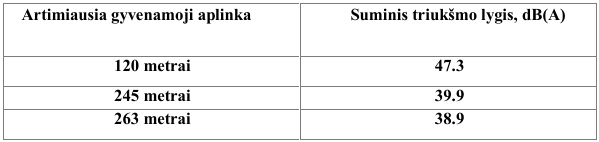 Artimiausia gyvenamoji aplinka Suminis triukšmo lygis, dB(A)
120 metrai 47.3
245 metrai 39.9
263 metrai 38.9